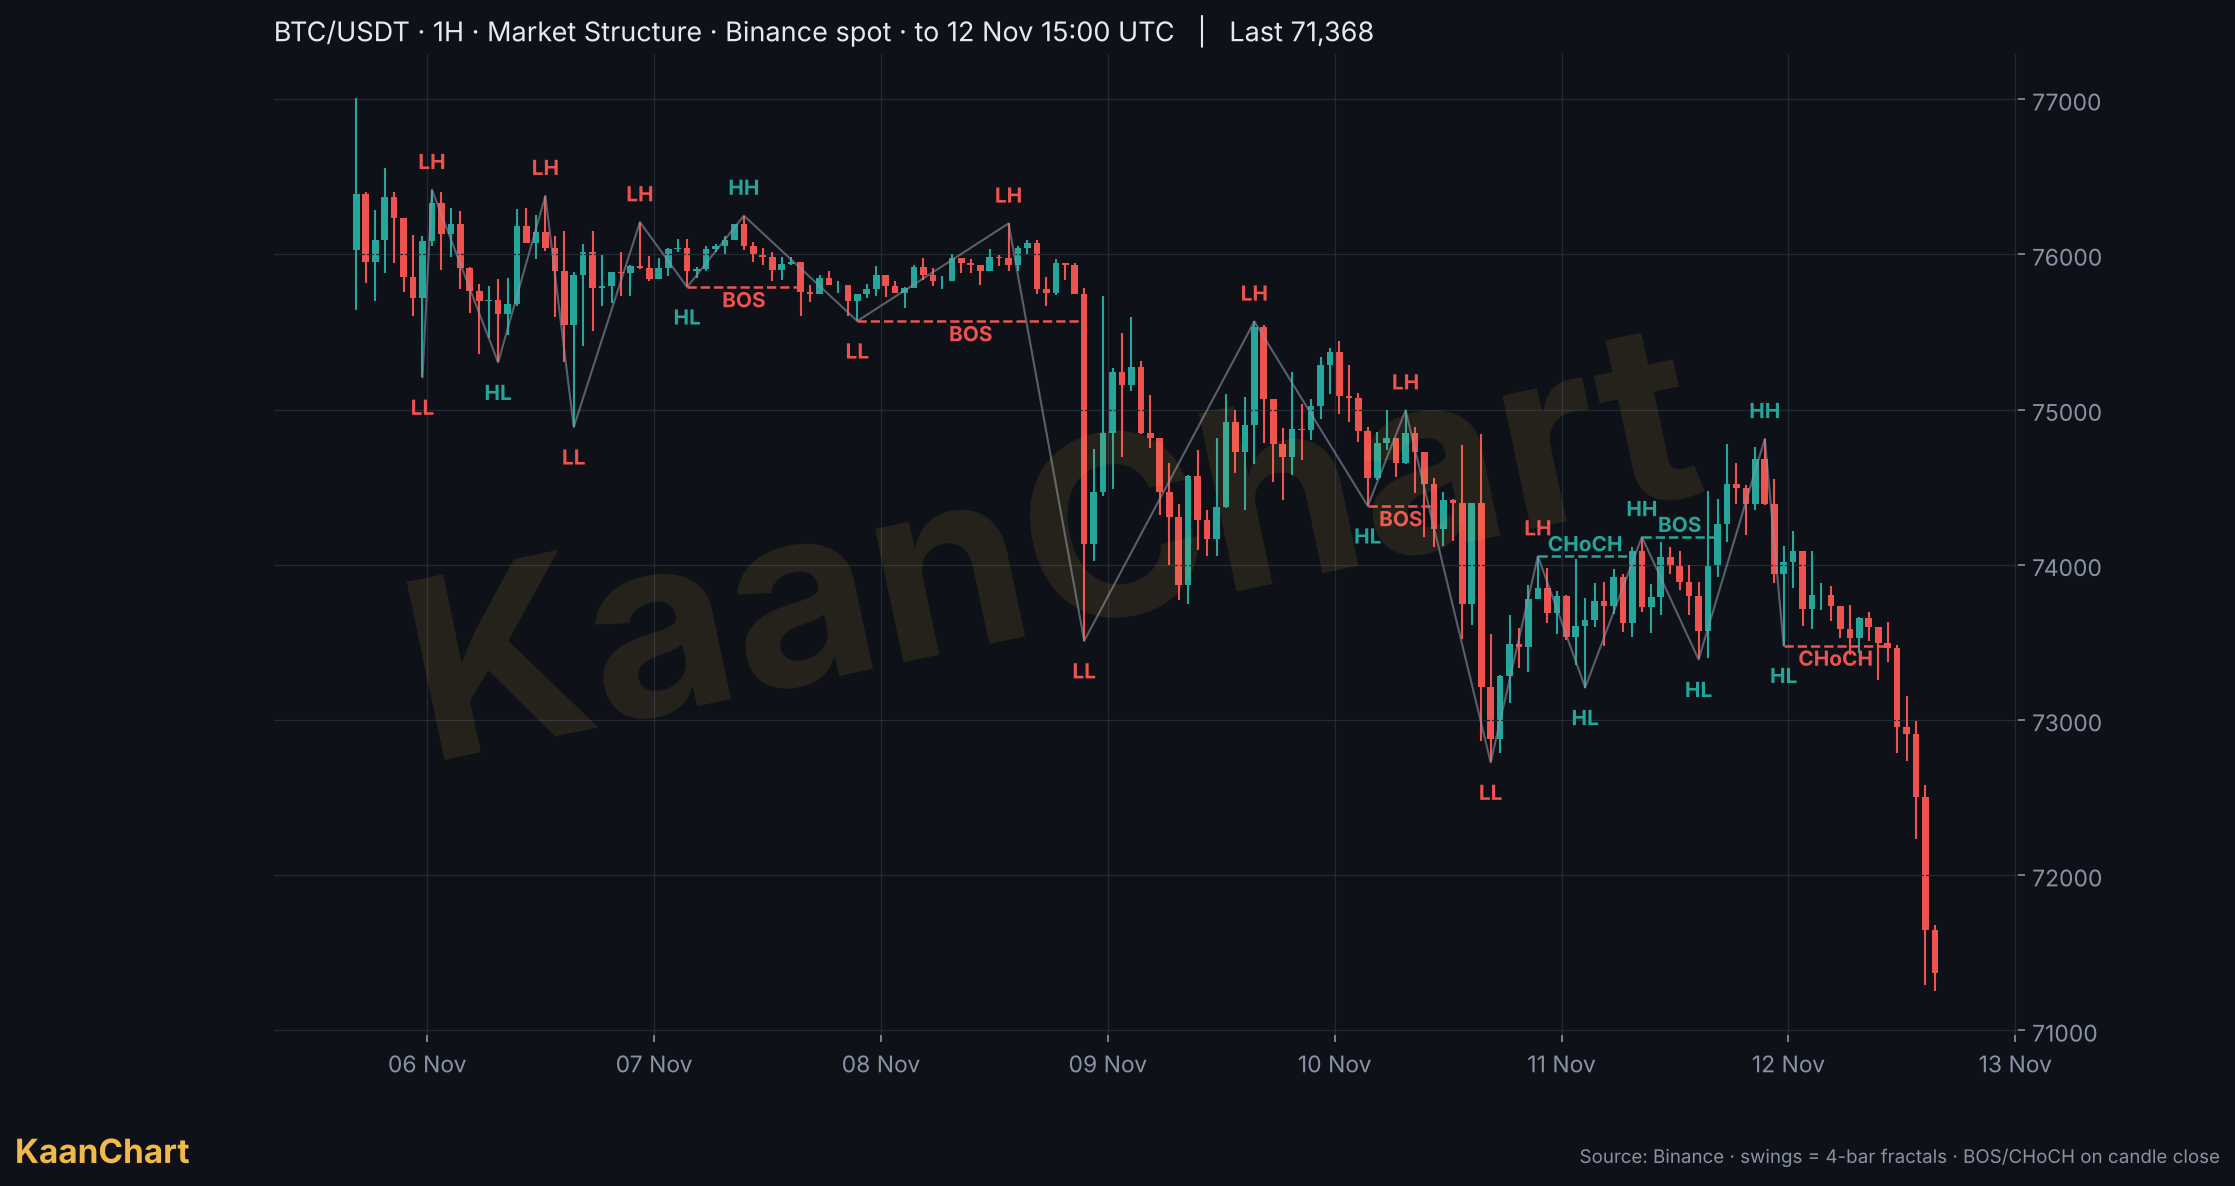 BTC/USDT · 1H · Market Structure · Binance spot · to 12 Nov 15:00 UTC | Last 71,368
77000
LH
LH
HH
LH
LH
76000
BOS
HL
LH
BOS
LL
LH
HL
LL
75000
HH
LL
HH
BOS
BOS
LH
HL
CHoCH
74000
CHoCH
LL
HL
HL
HL
73000
LL
72000
71000
KaanChart
06 Nov
07 Nov
08 Nov
09 Nov
10 Nov
11 Nov
12 Nov
13 Nov
KaanChart
Source: Binance · swings = 4-bar fractals · BOS/CHoCH on candle close